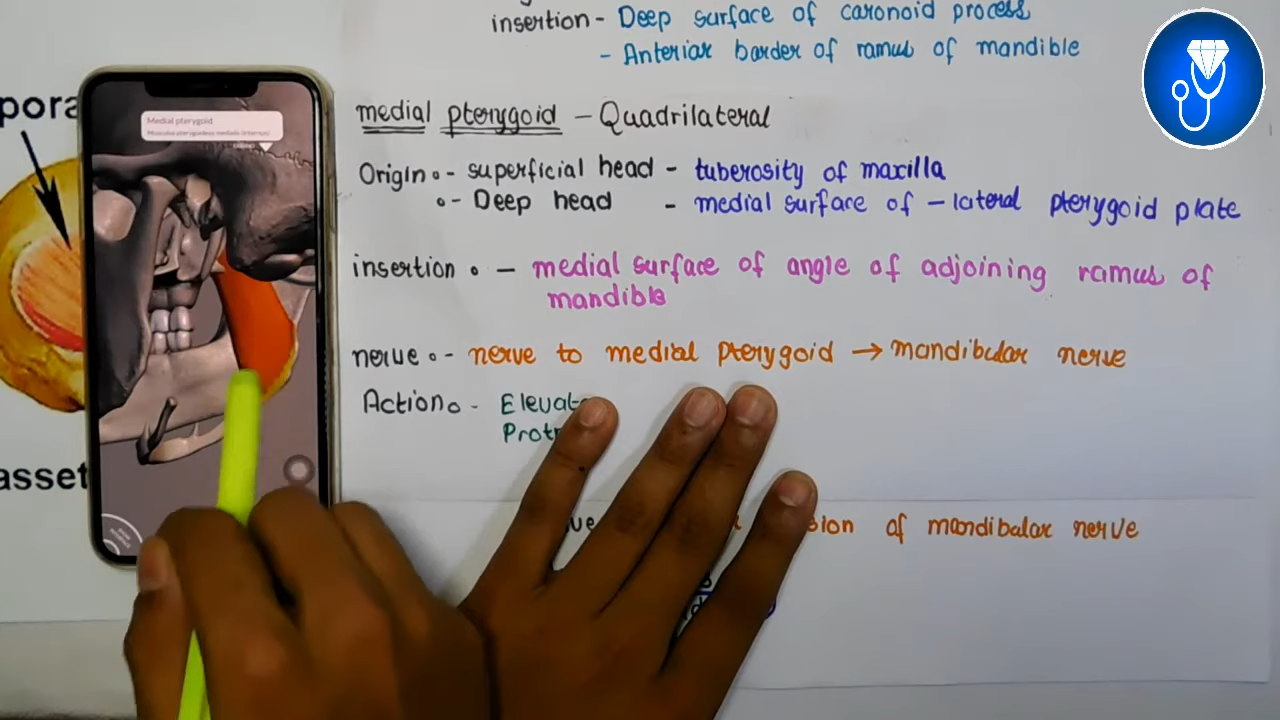 insertion - Deep surface of caronoid process
- Anterior border of ramus of mandible
pora
medial pterygoid - Quadrilateral
Medial pterygoid
Origin - superficial head - tuberosity of maxilla
- Deep head - medial surface of - lateral pterygoid plate
insertion - medial surface of angle of adjoining ramus of
mandible
nerve - nerve to medial pterygoid → mandibular nerve
Action - Elevate
Prot
asset
of mandibular nerve